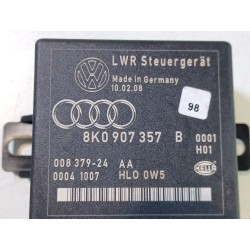 LWR Steuergerät
Made in Germany
10.02.08
98
8K0 907 357 B 0001
H01
008 379-24 AA
0004 1007 HLO 0W5
HELLA